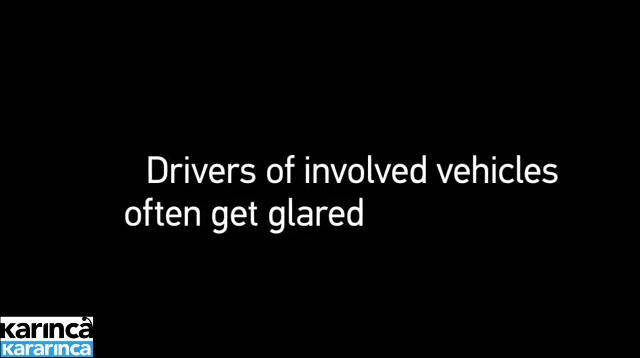 Drivers of involved vehicles
often get glared
karınca'
kararınca